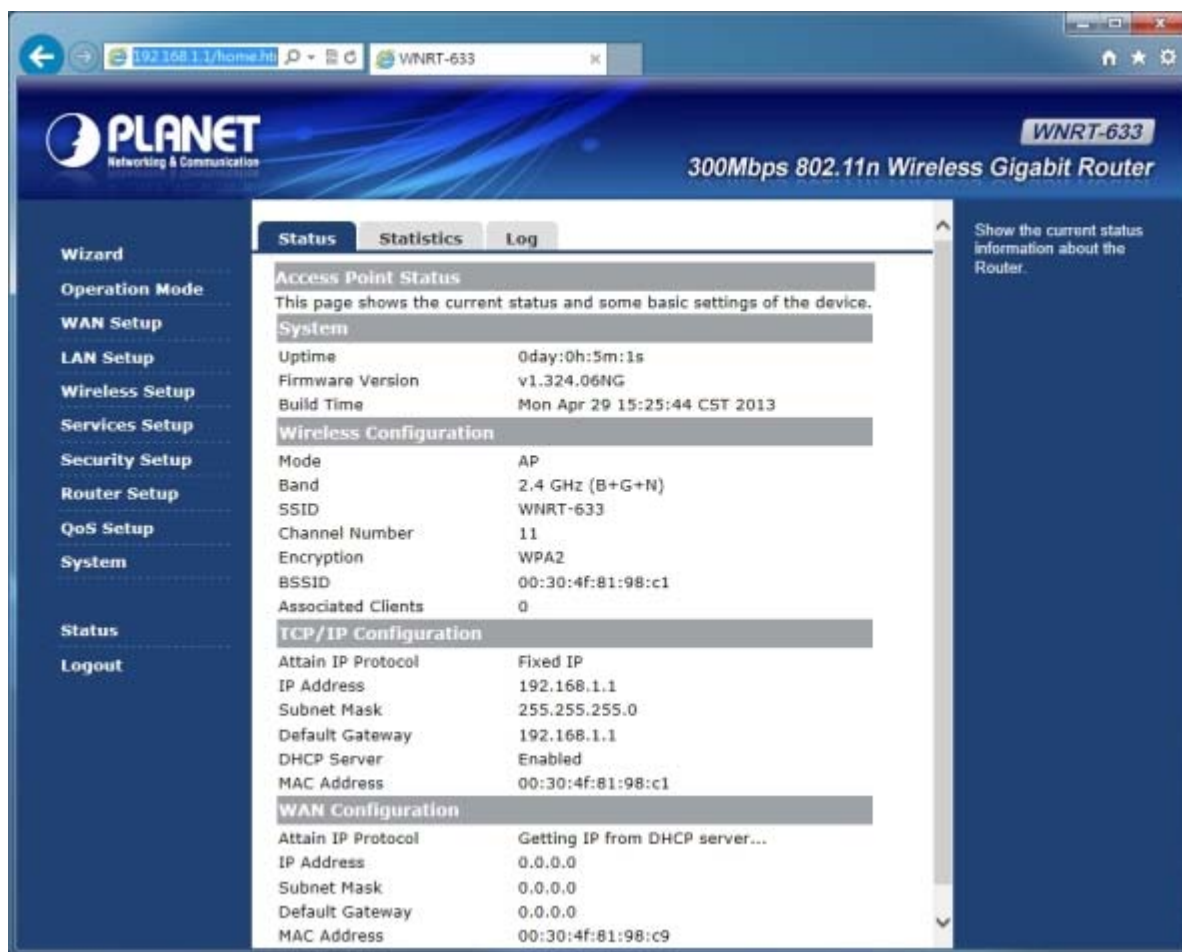 192.168.1.1/home.ht
WNRT-633
PLANET
Networking & Communication
WNRT-633
300Mbps 802.11n Wireless Gigabit Router
Wizard
Operation Mode
WAN Setup
LAN Setup
Wireless Setup
Services Setup
Security Setup
Router Setup
QoS Setup
System
Status
Logout
Status Statistics Log
Access Point Status
This page shows the current status and some basic settings of the device.
System
Uptime 0day:0h:5m:1s
Firmware Version v1.324.06NG
Build Time Mon Apr 29 15:25:44 CST 2013
Wireless Configuration
Mode AP
Band 2.4 GHz (B+G+N)
SSID WNRT-633
Channel Number 11
Encryption WPA2
BSSID 00:30:4f:81:98:c1
Associated Clients 0
TCP/IP Configuration
Attain IP Protocol Fixed IP
IP Address 192.168.1.1
Subnet Mask 255.255.255.0
Default Gateway 192.168.1.1
DHCP Server Enabled
MAC Address 00:30:4f:81:98:c1
WAN Configuration
Attain IP Protocol Getting IP from DHCP server...
IP Address 0.0.0.0
Subnet Mask 0.0.0.0
Default Gateway 0.0.0.0
MAC Address 00:30:4f:81:98:c9
Show the current status
information about the
Router.